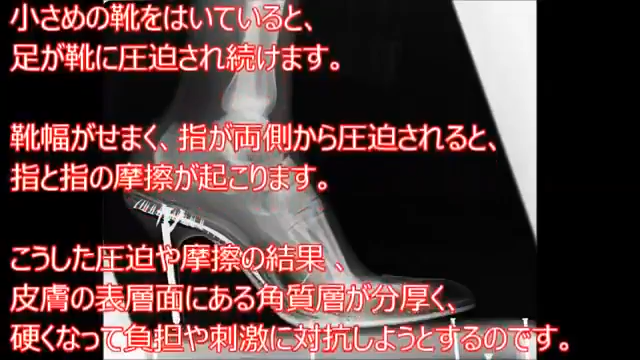 小さめの靴をはいていると、
足が靴に圧迫され続けます。
靴幅がせまく、指が両側から圧迫されると、
指と指の摩擦が起こります。
こうした圧迫や摩擦の結果 、
皮膚の表層面にある角質層が分厚く、
硬くなって負担や刺激に対抗しようとするのです。